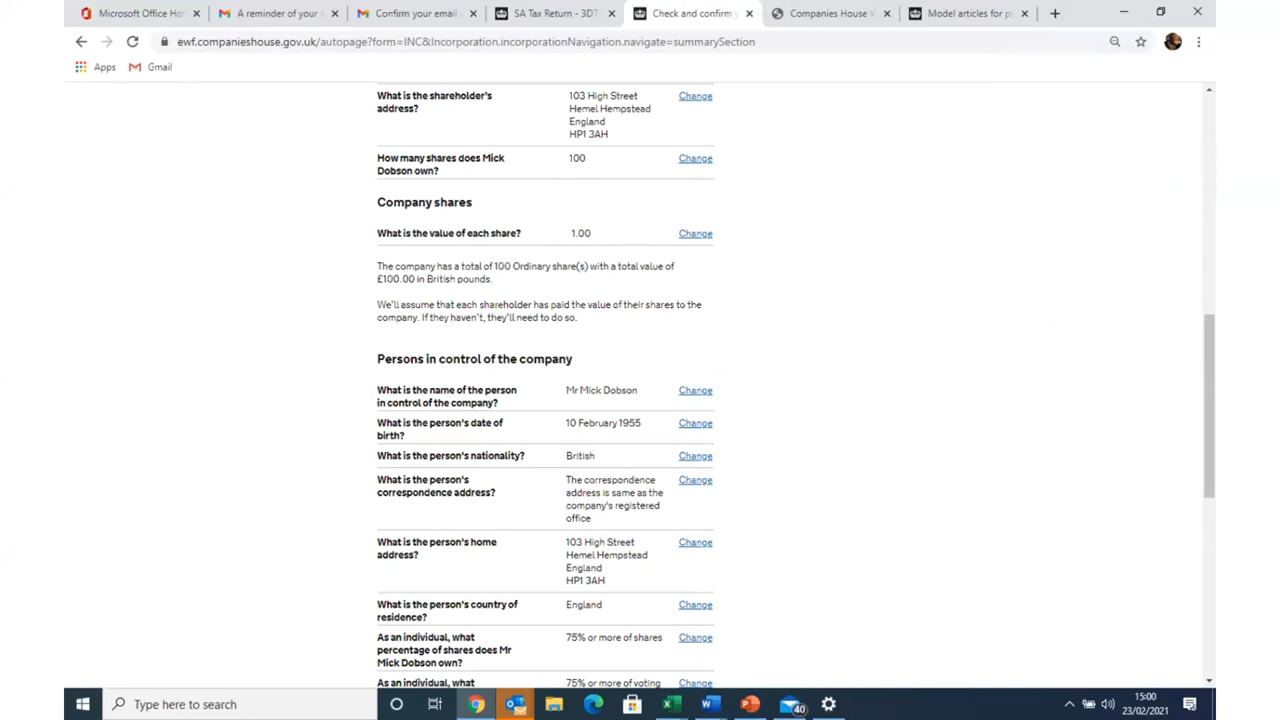 Microsoft Office Ho
A reminder of your
Confirm your email
SA Tax Return - 3D7
Check and confirm y
Companies House V
Model articles for p
ewf.companieshouse.gov.uk/autopage?form=INC&Incorporation.incorporationNavigation.navigate=summarySection
Apps
Gmail
What is the shareholder's address?
103 High Street
Hemel Hempstead
England
HP1 3AH
Change
How many shares does Mick Dobson own?
100
Change
Company shares
What is the value of each share?
1.00
Change
The company has a total of 100 Ordinary share(s) with a total value of
£100.00 in British pounds.
We'll assume that each shareholder has paid the value of their shares to the
company. If they haven't, they'll need to do so.
Persons in control of the company
What is the name of the person
in control of the company?
Mr Mick Dobson
Change
What is the person's date of
birth?
10 February 1955
Change
What is the person's nationality?
British
Change
What is the person's
correspondence address?
The correspondence
address is same as the
company's registered
office
Change
What is the person's home
address?
103 High Street
Hemel Hempstead
England
HP1 3AH
Change
What is the person's country of
residence?
England
Change
As an individual, what
percentage of shares does Mr
Mick Dobson own?
75% or more of shares
Change
As an individual, what
75% or more of voting
Change
Type here to search
40
15:00
23/02/2021